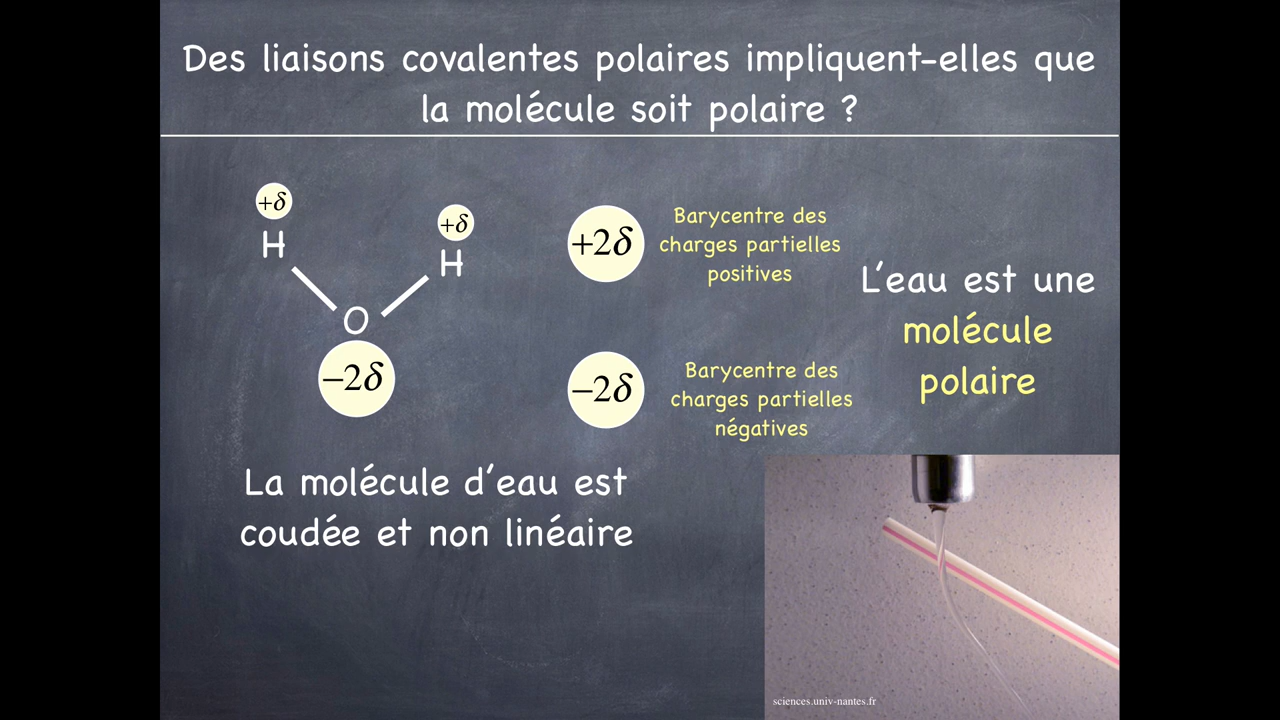 Des liaisons covalentes polaires impliquent-elles que
la molécule soit polaire ?
+δ
H
+δ
H
O
−2δ
+2δ
Barycentre des
charges partielles
positives
−2δ
Barycentre des
charges partielles
négatives
L'eau est une
molécule
polaire
La molécule d'eau est
coudée et non linéaire
sciences.univ-nantes.fr